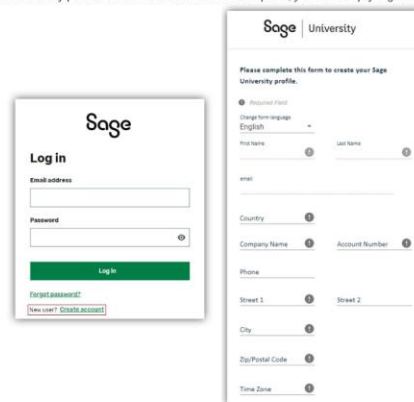 Sage
Log in
Email address
Password
Log in
Forgot password?
New user? Create account
Sage | University
Please complete this form to create your Sage
University profile.
Required Field
Change form language
English
First Name
Last Name
email
Country
Company Name
Account Number
Phone
Street 1
Street 2
City
Zip/Postal Code
Time Zone